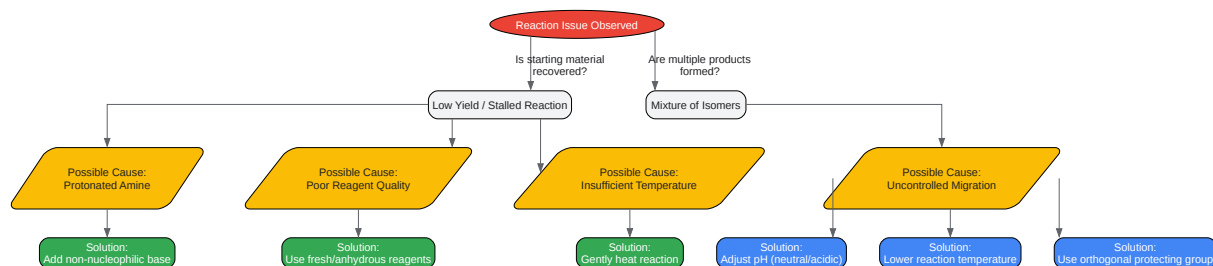 Reaction Issue Observed
Is starting material
recovered?
Are multiple products
formed?
Low Yield / Stalled Reaction
Mixture of Isomers
Possible Cause:
Protonated Amine
Possible Cause:
Poor Reagent Quality
Possible Cause:
Insufficient Temperature
Possible Cause:
Uncontrolled Migration
Solution:
Add non-nucleophilic base
Solution:
Use fresh/anhydrous reagents
Solution:
Gently heat reaction
Solution:
Adjust pH (neutral/acidic)
Solution:
Lower reaction temperature
Solution:
Use orthogonal protecting group